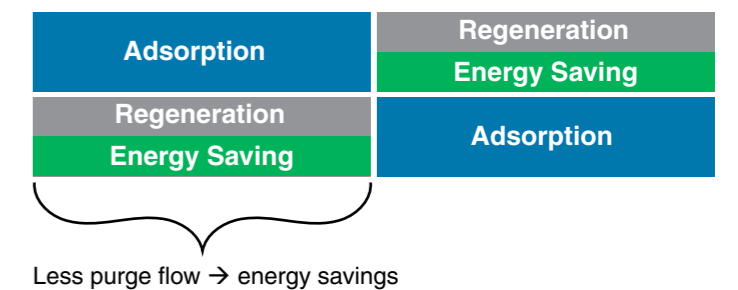 Adsorption
Regeneration
Energy Saving
Regeneration
Energy Saving
Adsorption
Less purge flow → energy savings